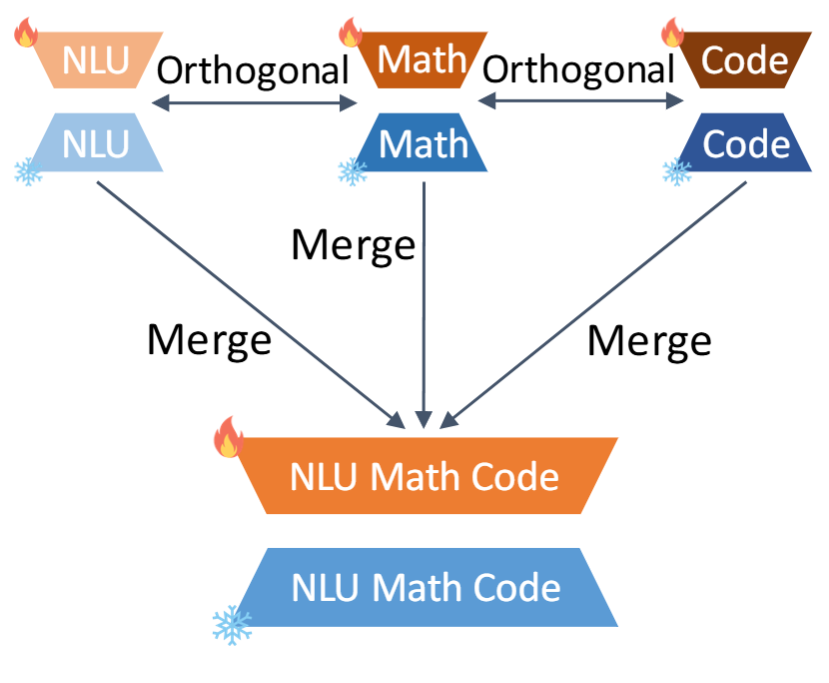 NLU
Orthogonal
Math
Orthogonal
Code
NLU
Math
Code
Merge
Merge
Merge
NLU Math Code
NLU Math Code